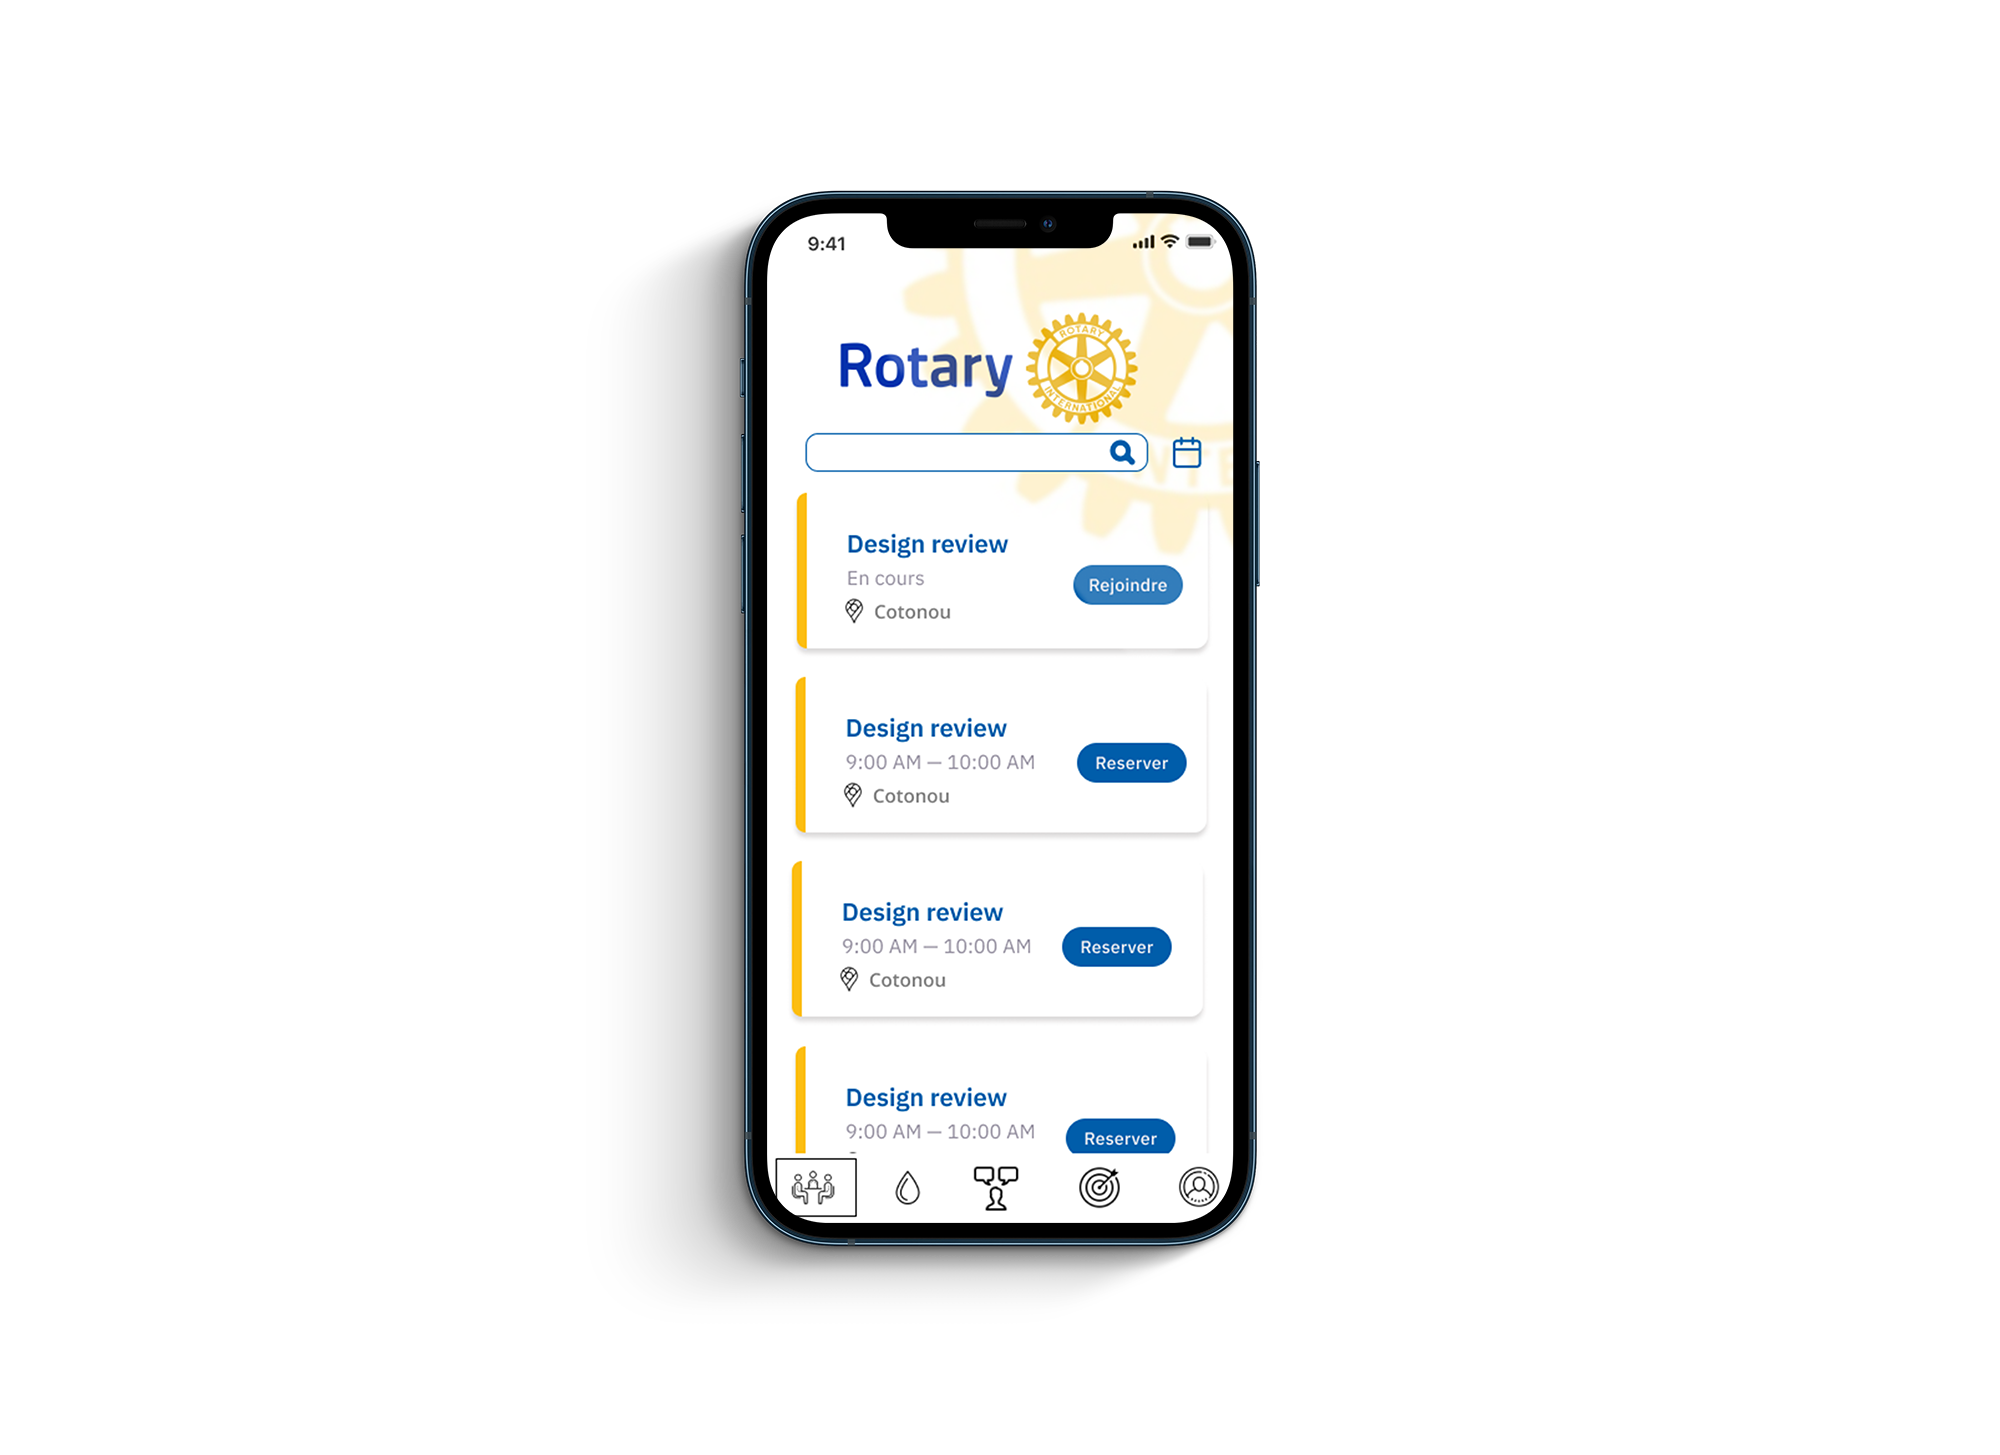 9:41
Rotary
ROTARY
INTERNATIONAL
NTE
Design review
En cours
Rejoindre
Cotonou
Design review
9:00 AM — 10:00 AM
Reserver
Cotonou
Design review
9:00 AM — 10:00 AM
Reserver
Cotonou
Design review
9:00 AM — 10:00 AM
Reserver